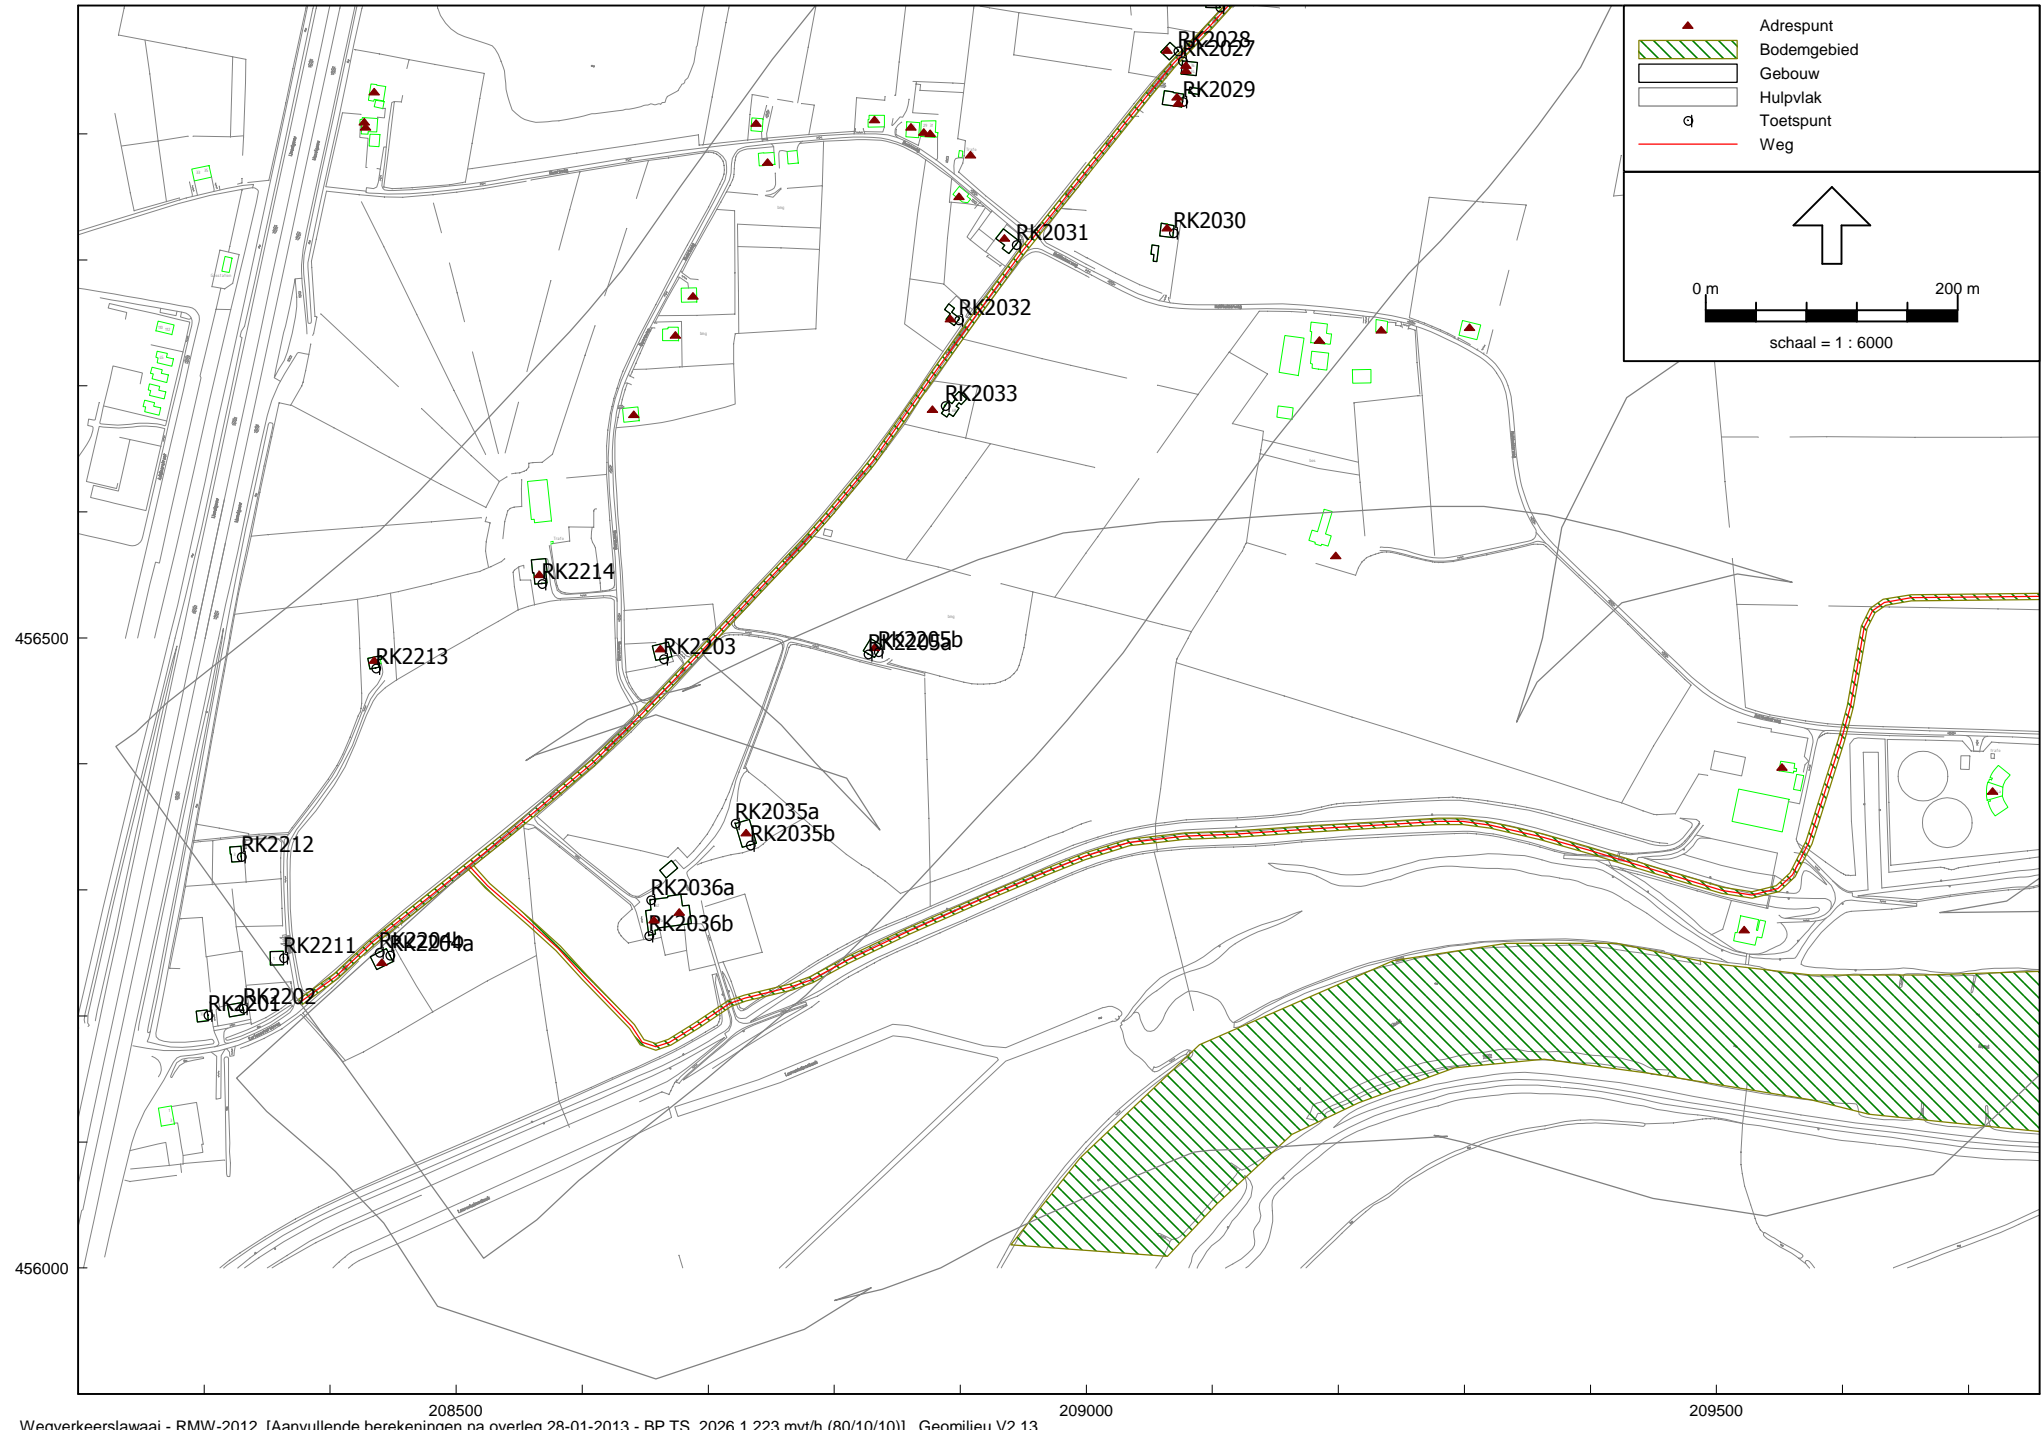 RK2028
RK2027
RK2029
Adrespunt
Bodemgebied
Gebouw
Hulpvlak
Toetspunt
Weg
RK2030
RK2031
0 m
200 m
schaal = 1 : 6000
RK2032
RK2033
RK2214
456500
RK2213
RK2203
RK2205b
RK2205a
RK2035a
RK2035b
RK2212
RK2036a
RK2036b
RK2211
RK2204b
RK2204a
RK2202
RK2201
456000
208500
209000
209500
Wegverkeerslawaai - RMW-2012, [Aanvullende berekeningen na overleg 28-01-2013 - BP TS, 2026 1.223 mvt/h (80/10/10)] , Geomilieu V2.13